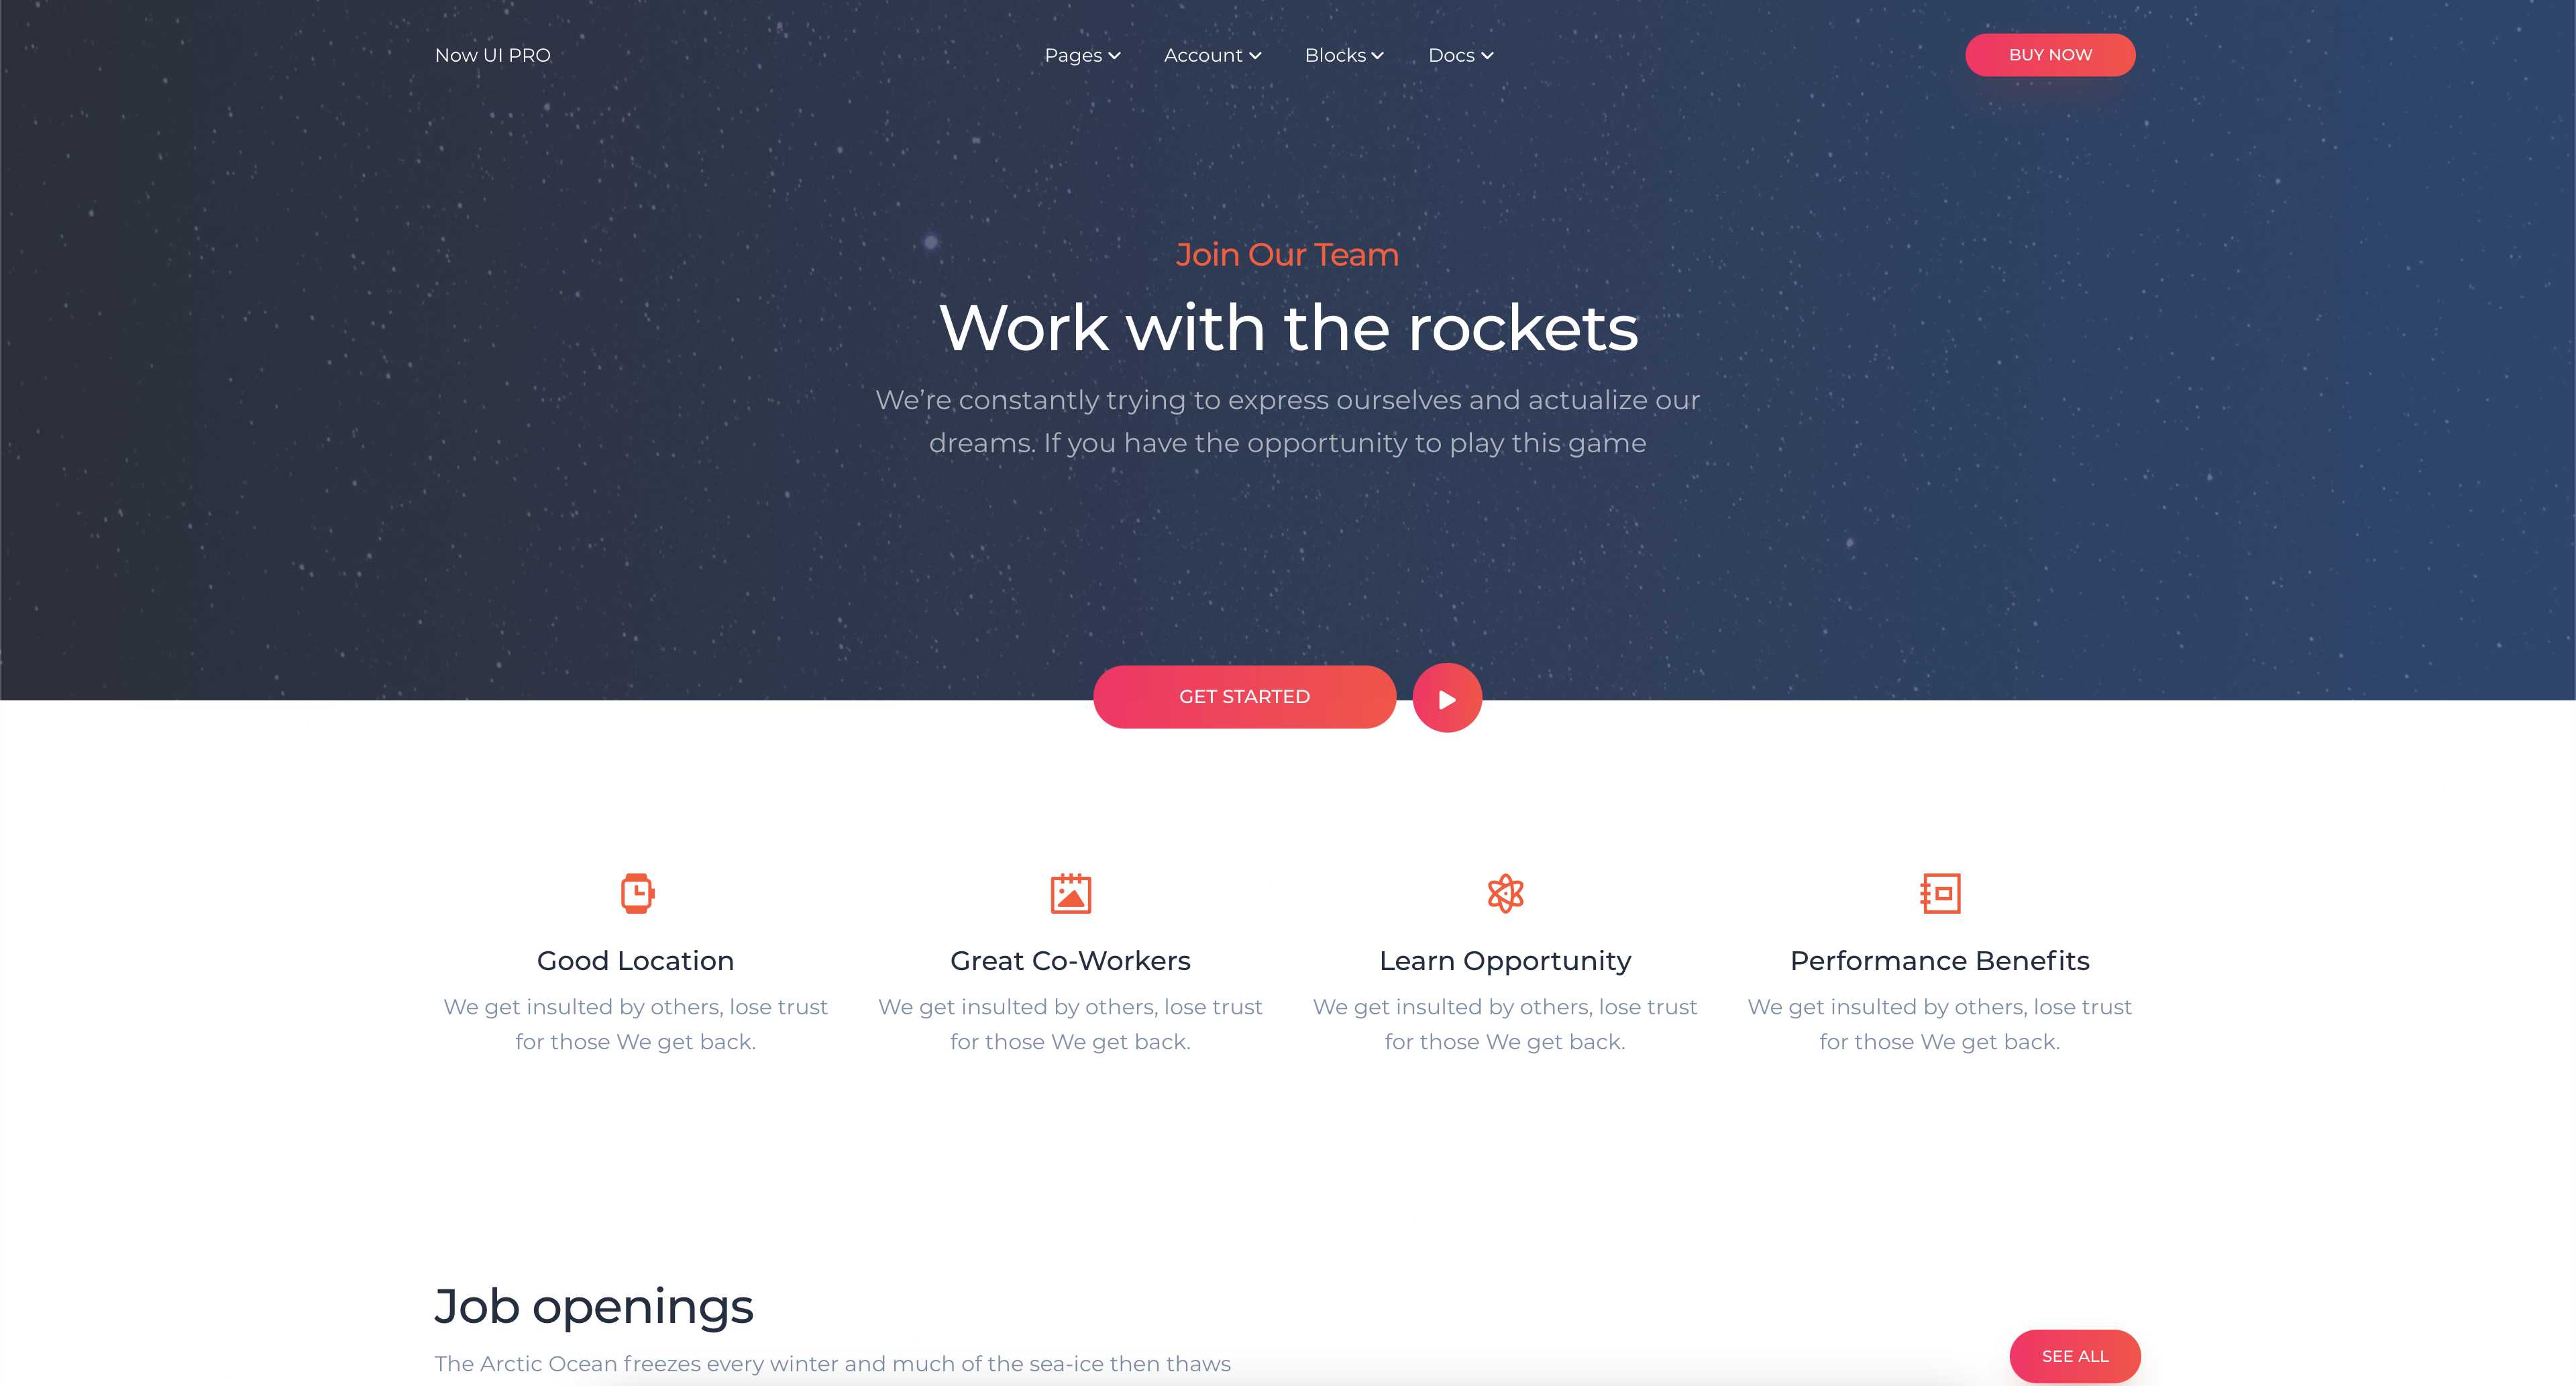 Now UI PRO
Pages
Account
Blocks
Docs
BUY NOW
Join Our Team
Work with the rockets
We’re constantly trying to express ourselves and actualize our
dreams. If you have the opportunity to play this game
GET STARTED
Good Location
We get insulted by others, lose trust
for those We get back.
Great Co-Workers
We get insulted by others, lose trust
for those We get back.
Learn Opportunity
We get insulted by others, lose trust
for those We get back.
Performance Benefits
We get insulted by others, lose trust
for those We get back.
Job openings
The Arctic Ocean freezes every winter and much of the sea-ice then thaws
SEE ALL